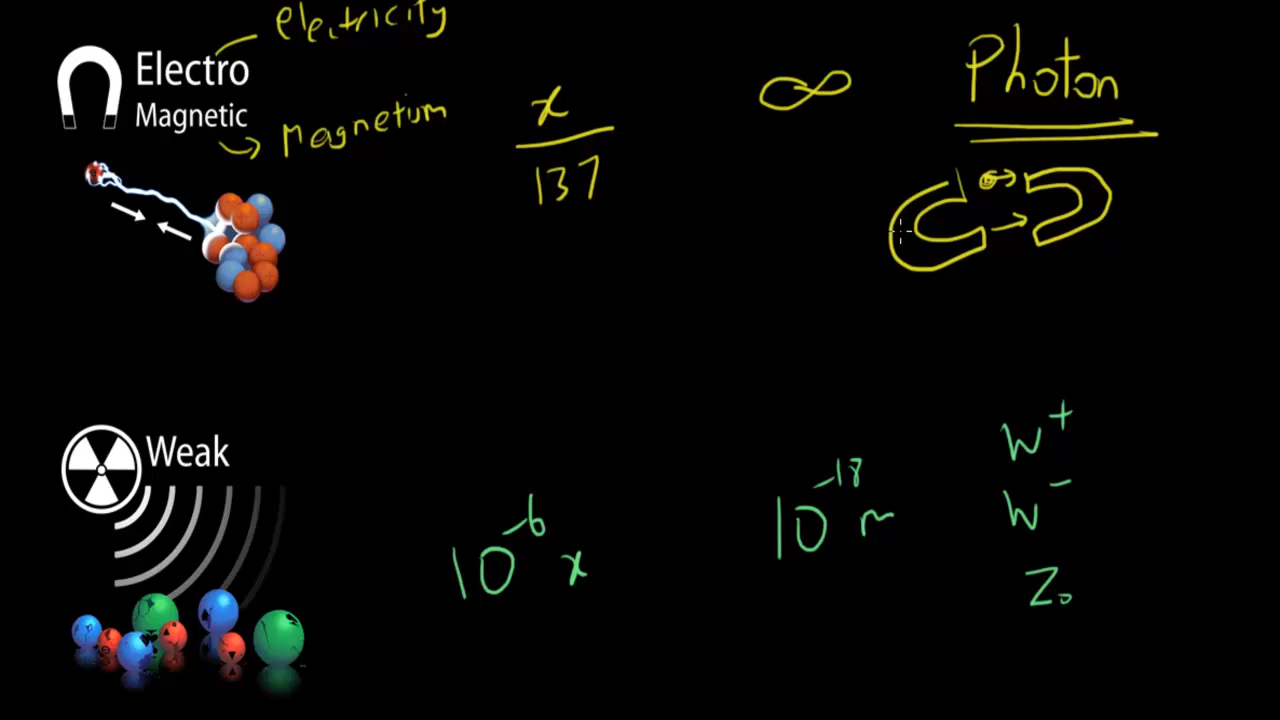 electricity
Electro
Magnetic
Magnetism
x
137
∞
Photon
Weak
10⁻⁶ x
10⁻¹⁸ m
W⁺
W⁻
Z₀